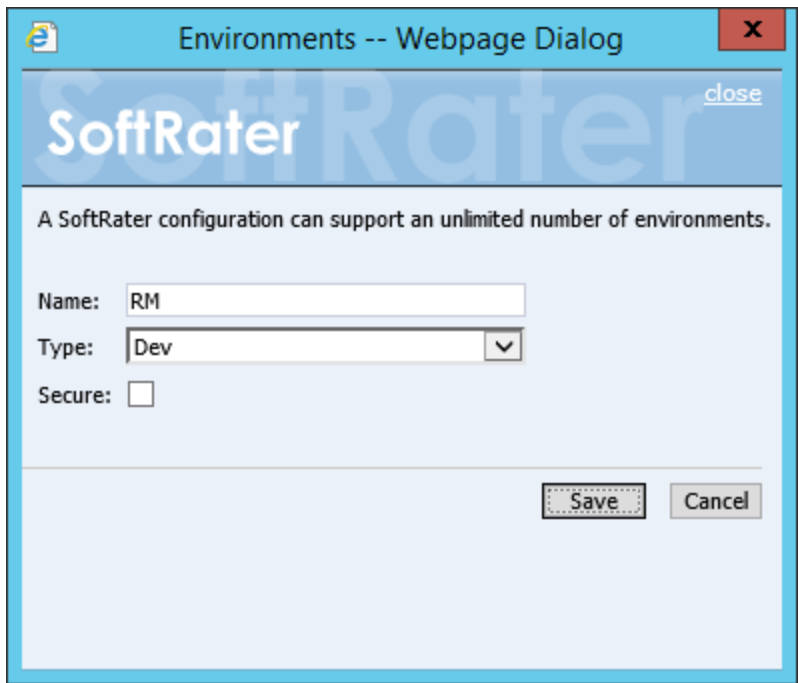 Environments -- Webpage Dialog
x
close
SoftRater
SoftRater
A SoftRater configuration can support an unlimited number of environments.
Name: RM
Type: Dev
Secure:
Save Cancel